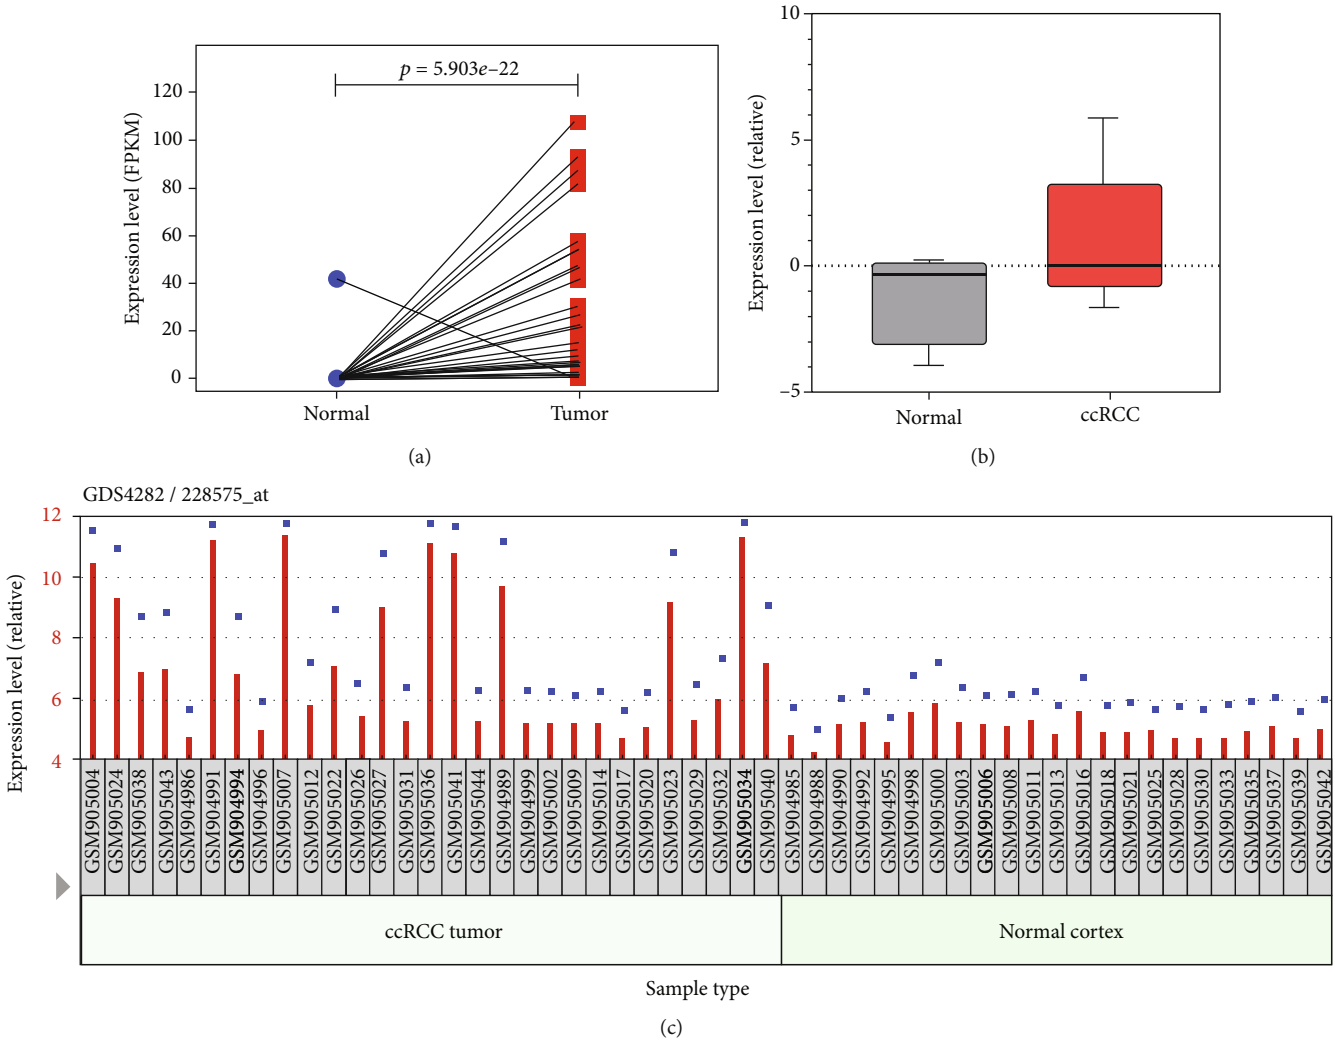 p = 5.903e–22
Expression level (FPKM)
120
100
80
60
40
20
0
Normal
Tumor
(a)
Expression level (relative)
10
5
0
–5
Normal
ccRCC
(b)
GDS4282 / 228575_at
Expression level (relative)
12
10
8
6
4
GSM905004
GSM905024
GSM905038
GSM905043
GSM904986
GSM904991
GSM904994
GSM904996
GSM905007
GSM905012
GSM905022
GSM905026
GSM905027
GSM905031
GSM905036
GSM905041
GSM905044
GSM904989
GSM904999
GSM905002
GSM905009
GSM905014
GSM905017
GSM905020
GSM905023
GSM905029
GSM905032
GSM905034
GSM905040
GSM904985
GSM904988
GSM904990
GSM904992
GSM904995
GSM904998
GSM905000
GSM905003
GSM905006
GSM905008
GSM905011
GSM905013
GSM905016
GSM905018
GSM905021
GSM905025
GSM905028
GSM905030
GSM905033
GSM905035
GSM905037
GSM905039
GSM905042
ccRCC tumor
Normal cortex
Sample type
(c)